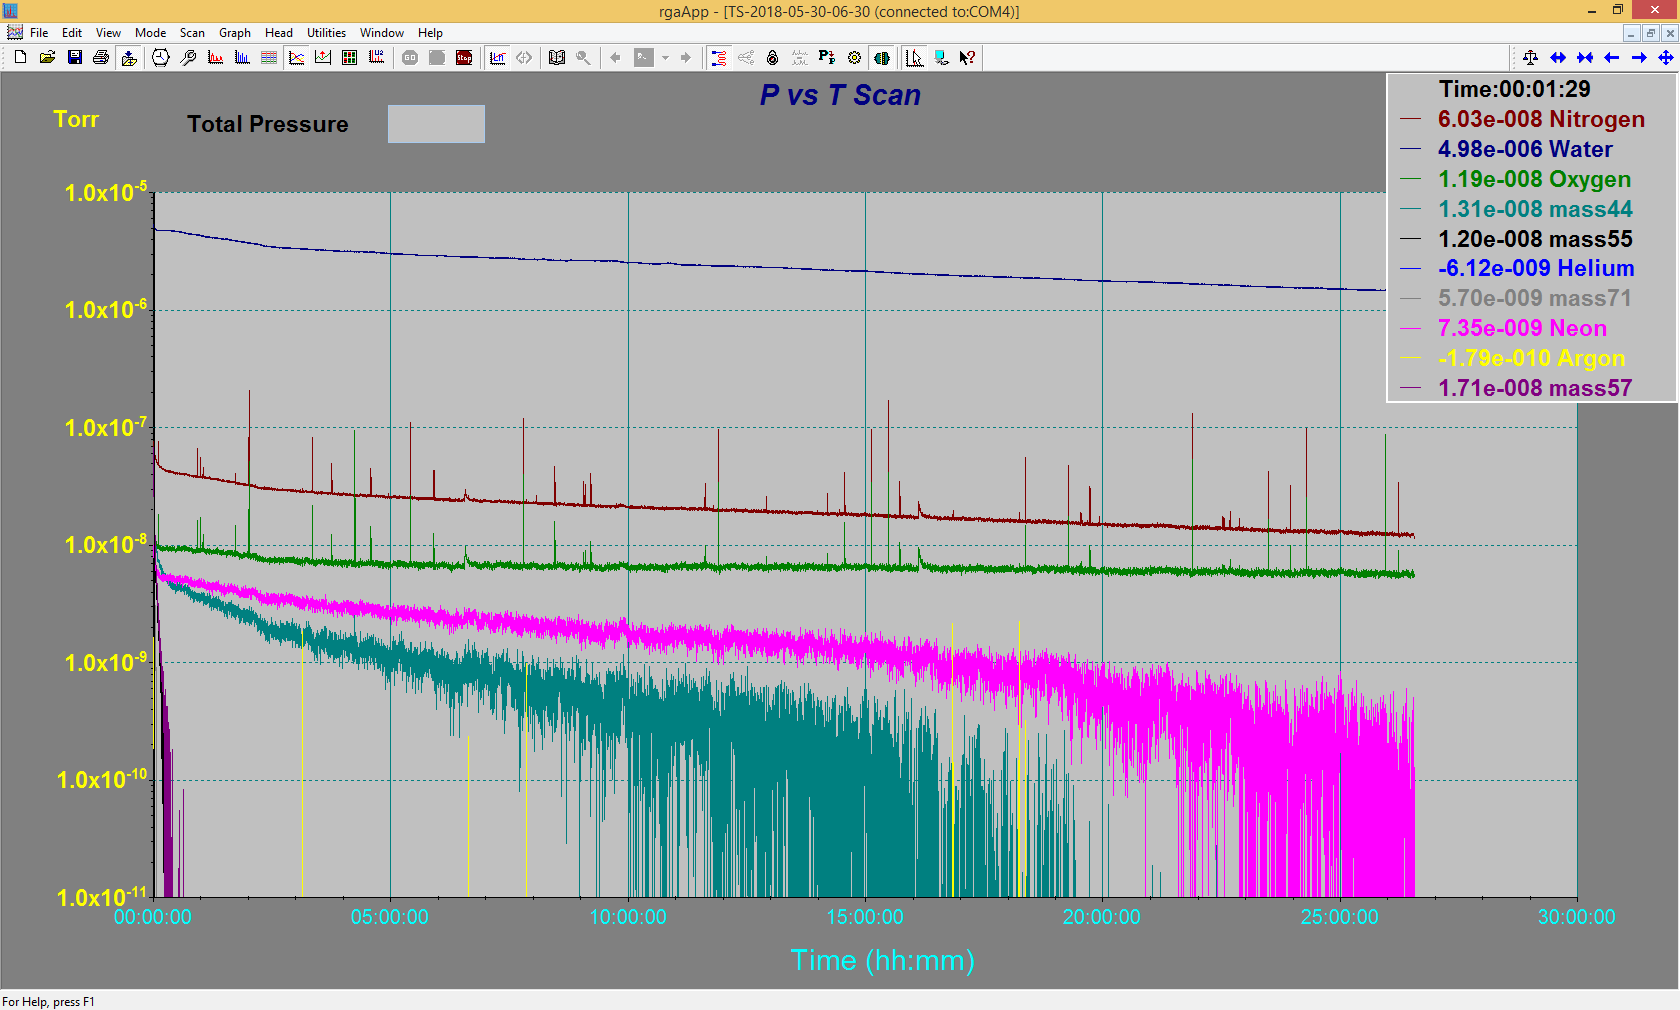 rgaApp - [TS-2018-05-30-06-30 (connected to:COM4)]
File Edit View Mode Scan Graph Head Utilities Window Help
GO Stop
P vs T Scan
Torr
Total Pressure
Time:00:01:29
6.03e-008 Nitrogen
4.98e-006 Water
1.19e-008 Oxygen
1.31e-008 mass44
1.20e-008 mass55
-6.12e-009 Helium
5.70e-009 mass71
7.35e-009 Neon
-1.79e-010 Argon
1.71e-008 mass57
1.0x10-5
1.0x10-6
1.0x10-7
1.0x10-8
1.0x10-9
1.0x10-10
1.0x10-11
00:00:00 05:00:00 10:00:00 15:00:00 20:00:00 25:00:00 30:00:00
Time (hh:mm)
For Help, press F1